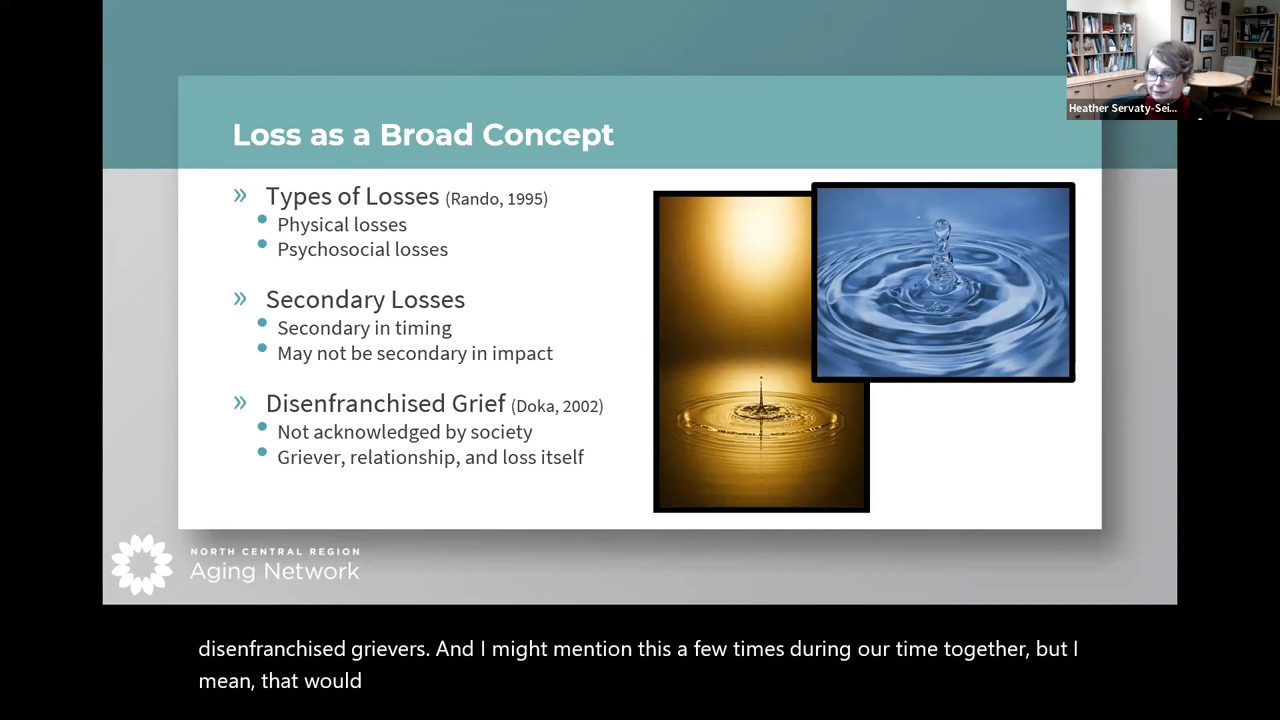 Heather Servaty-Sei...
Loss as a Broad Concept
» Types of Losses (Rando, 1995)
• Physical losses
• Psychosocial losses
» Secondary Losses
• Secondary in timing
• May not be secondary in impact
» Disenfranchised Grief (Doka, 2002)
• Not acknowledged by society
• Griever, relationship, and loss itself
NORTH CENTRAL REGION
Aging Network
disenfranchised grievers. And I might mention this a few times during our time together, but I
mean, that would